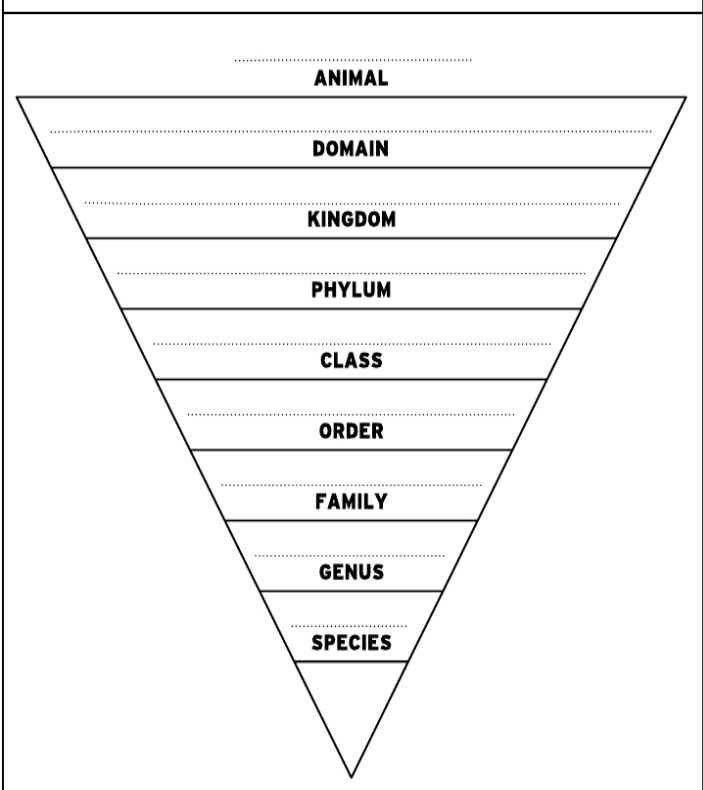 ANIMAL
DOMAIN
KINGDOM
PHYLUM
CLASS
ORDER
FAMILY
GENUS
SPECIES